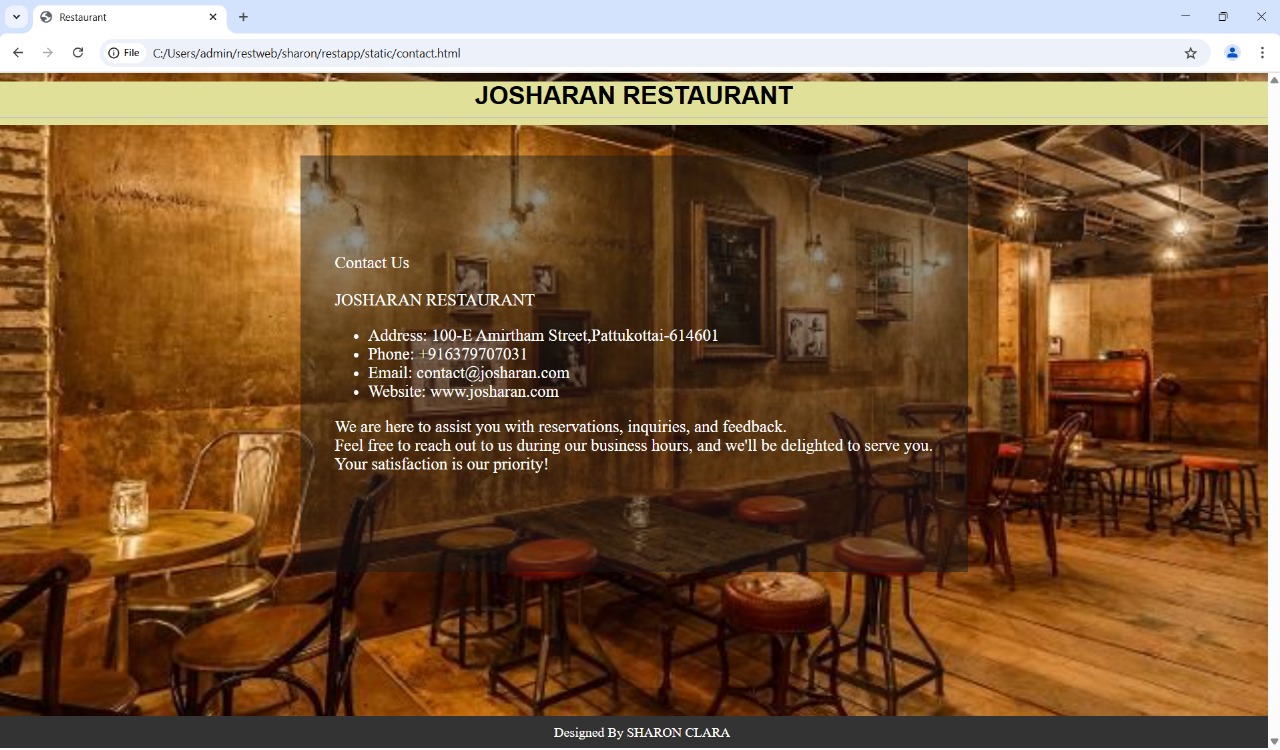 Restaurant
File
C:/Users/admin/restweb/sharon/restapp/static/contact.html
JOSHARAN RESTAURANT
Contact Us
JOSHARAN RESTAURANT
• Address: 100-E Amirtham Street,Pattukottai-614601
• Phone: +916379707031
• Email: contact@josharan.com
• Website: www.josharan.com
We are here to assist you with reservations, inquiries, and feedback.
Feel free to reach out to us during our business hours, and we'll be delighted to serve you.
Your satisfaction is our priority!
Designed By SHARON CLARA